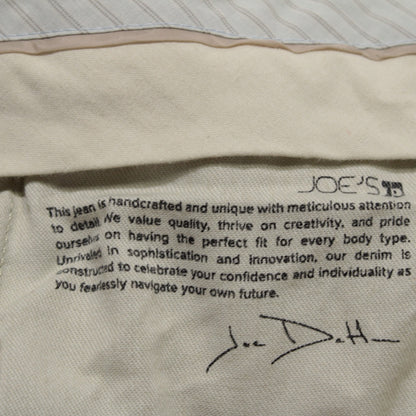 JOE'S
This jean is handcrafted and unique with meticulous attention
to detail. We value quality, thrive on creativity, and pride
ourselves on having the perfect fit for every body type.
Unrivaled in sophistication and innovation, our denim is
constructed to celebrate your confidence and individuality as
you fearlessly navigate your own future.
Joe